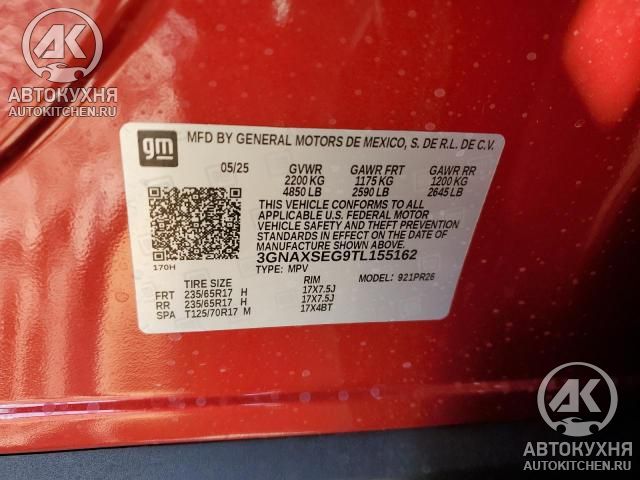 АК
АВТОКУХНЯ
AUTOKITCHEN.RU
gm
MFD BY GENERAL MOTORS DE MEXICO, S. DE R.L. DE C.V.
05/25 GVWR GAWR FRT GAWR RR
2200 KG 1175 KG 1200 KG
4850 LB 2590 LB 2645 LB
THIS VEHICLE CONFORMS TO ALL
APPLICABLE U.S. FEDERAL MOTOR
VEHICLE SAFETY AND THEFT PREVENTION
STANDARDS IN EFFECT ON THE DATE OF
MANUFACTURE SHOWN ABOVE.
3GNAXSEG9TL155162
170H
TYPE: MPV MODEL: 921PR26
TIRE SIZE RIM
FRT 235/65R17 H 17X7.5J
RR 235/65R17 H 17X7.5J
SPA T125/70R17 M 17X4BT
АК
АВТОКУХНЯ
AUTOKITCHEN.RU